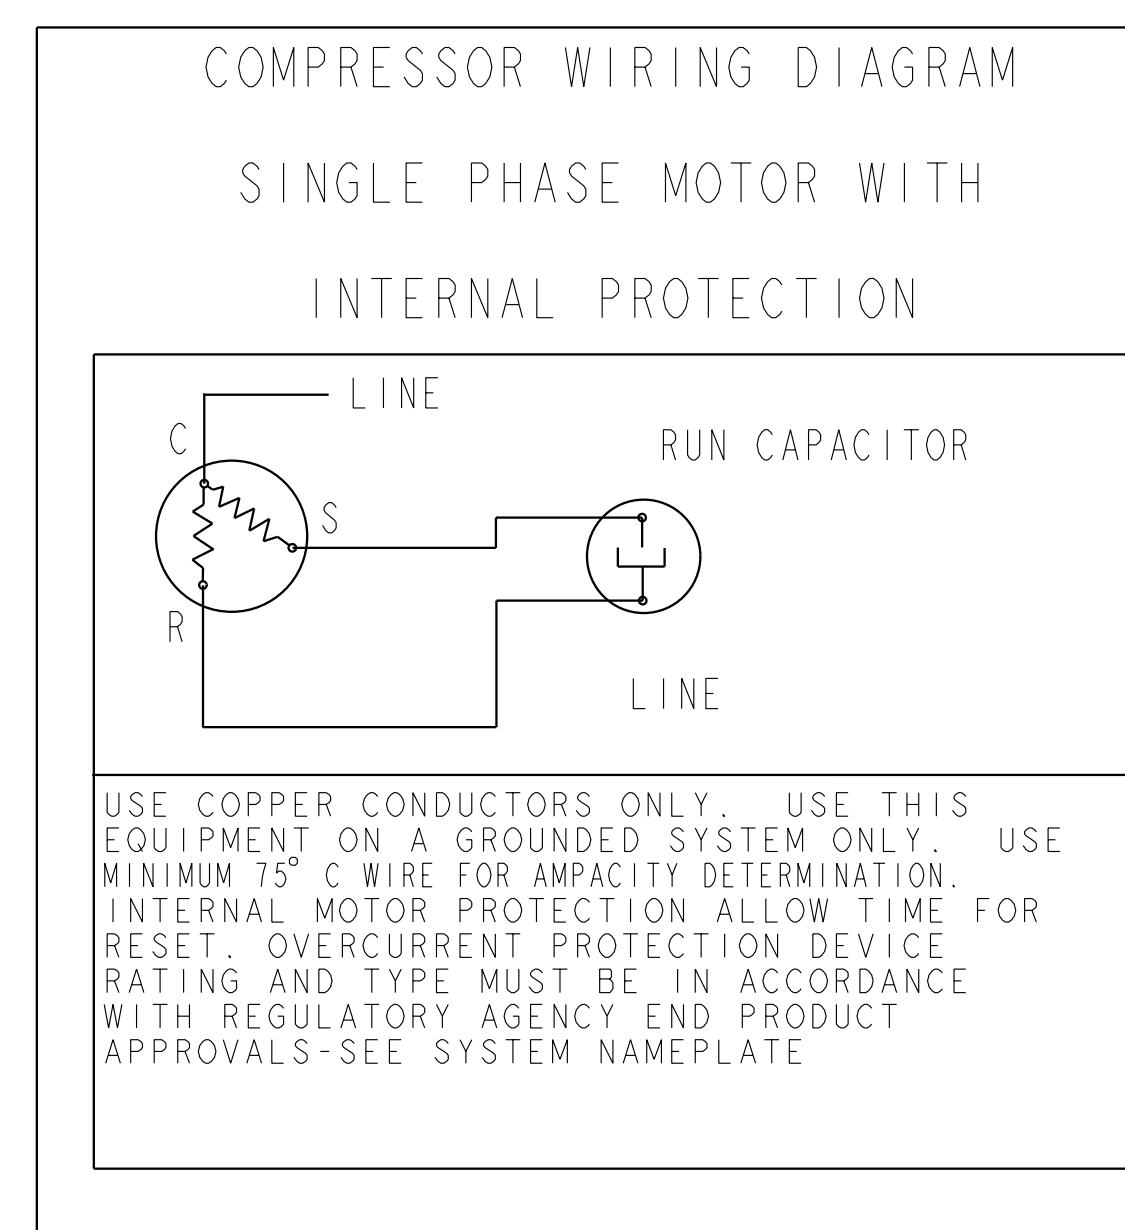 COMPRESSOR WIRING DIAGRAM
SINGLE PHASE MOTOR WITH
INTERNAL PROTECTION
LINE
C
RUN CAPACITOR
S
R
LINE
USE COPPER CONDUCTORS ONLY. USE THIS
EQUIPMENT ON A GROUNDED SYSTEM ONLY. USE
MINIMUM 75° C WIRE FOR AMPACITY DETERMINATION.
INTERNAL MOTOR PROTECTION ALLOW TIME FOR
RESET. OVERCURRENT PROTECTION DEVICE
RATING AND TYPE MUST BE IN ACCORDANCE
WITH REGULATORY AGENCY END PRODUCT
APPROVALS-SEE SYSTEM NAMEPLATE